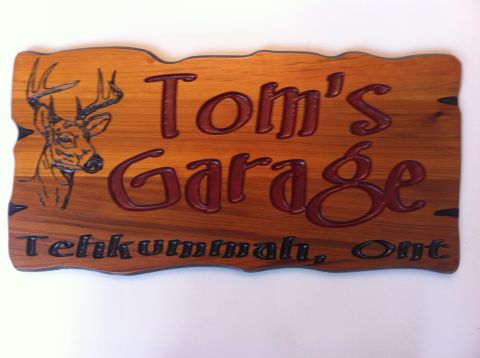 Tom's
Garage
Tehkummah, Ont